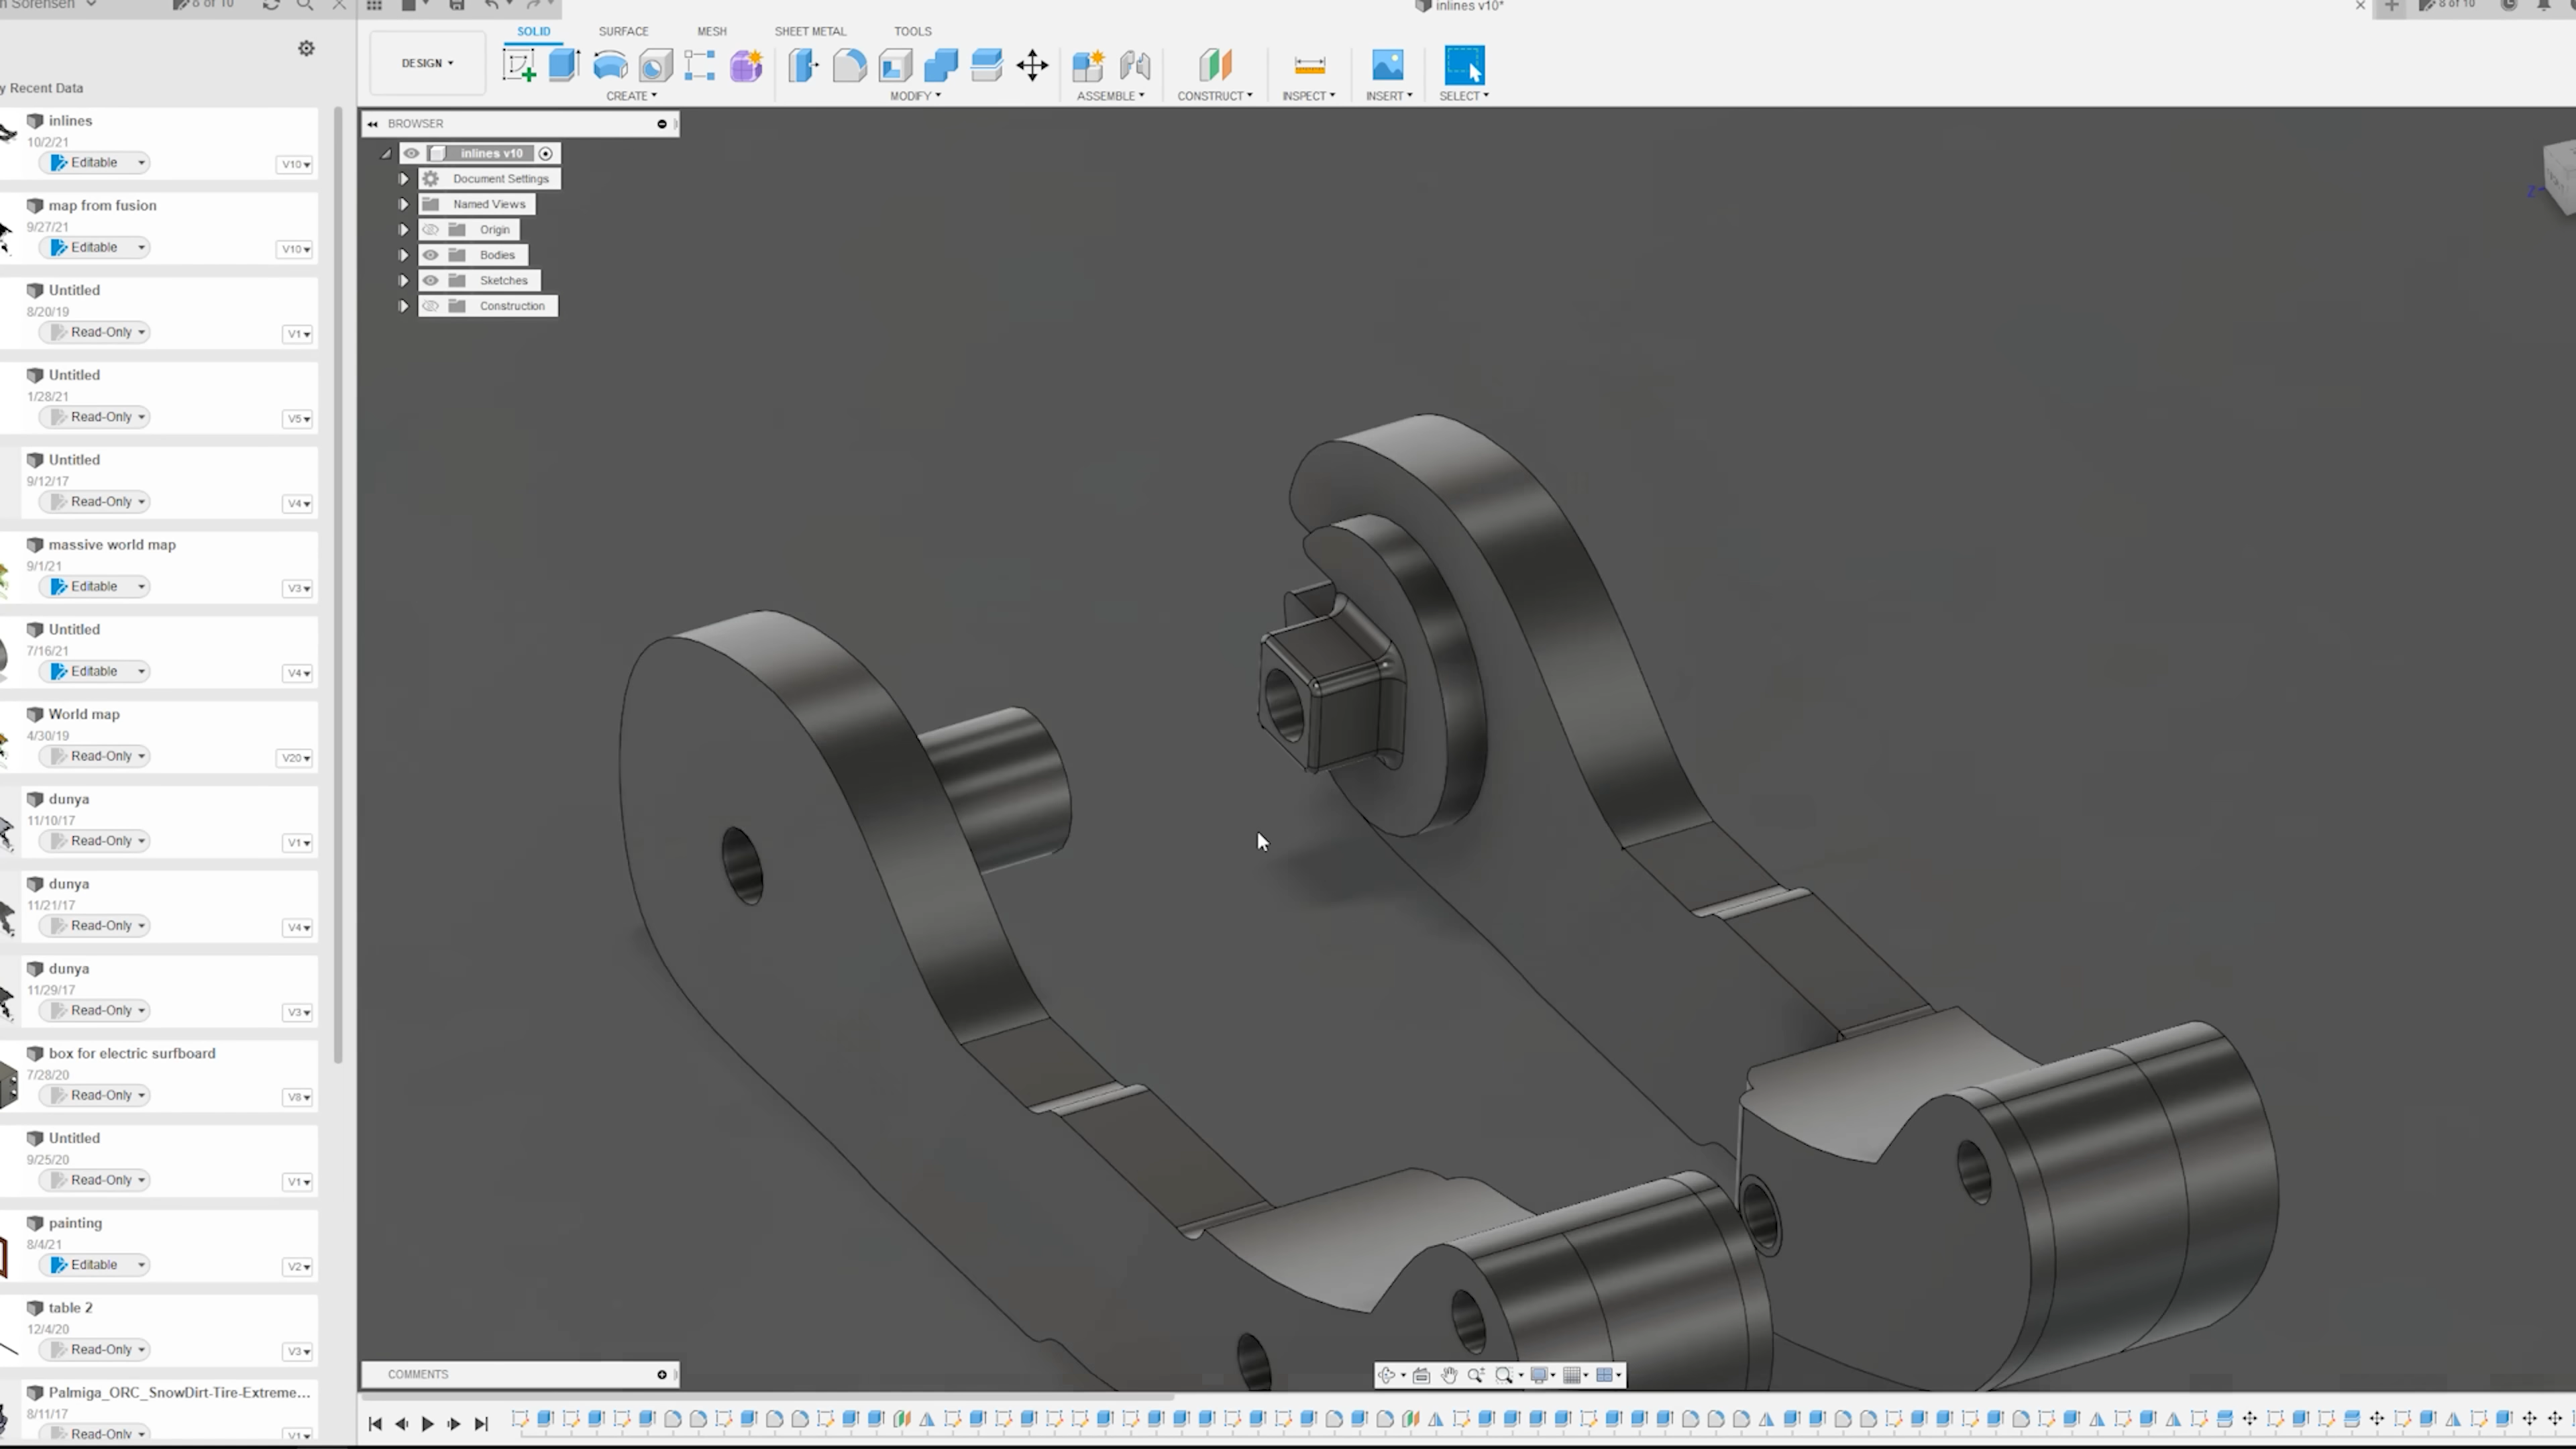 8 of 10
inlines v10*
8 of 10
SOLID SURFACE MESH SHEET METAL TOOLS
DESIGN
CREATE MODIFY ASSEMBLE CONSTRUCT INSPECT INSERT SELECT
Recent Data
inlines
10/2/21
Editable V10
map from fusion
9/27/21
Editable V10
Untitled
8/20/19
Read-Only V1
Untitled
1/28/21
Read-Only V5
Untitled
9/12/17
Read-Only V4
massive world map
9/1/21
Editable V3
Untitled
7/16/21
Editable V4
World map
4/30/19
Read-Only V20
dunya
11/10/17
Read-Only V1
dunya
11/21/17
Read-Only V4
dunya
11/29/17
Read-Only V3
box for electric surfboard
7/28/20
Read-Only V8
Untitled
9/25/20
Read-Only V1
painting
8/4/21
Editable V2
table 2
12/4/20
Read-Only V3
Palmiga_ORC_SnowDirt-Tire-Extreme...
8/11/17
Read-Only V1
BROWSER
inlines v10
Document Settings
Named Views
Origin
Bodies
Sketches
Construction
Z
COMMENTS